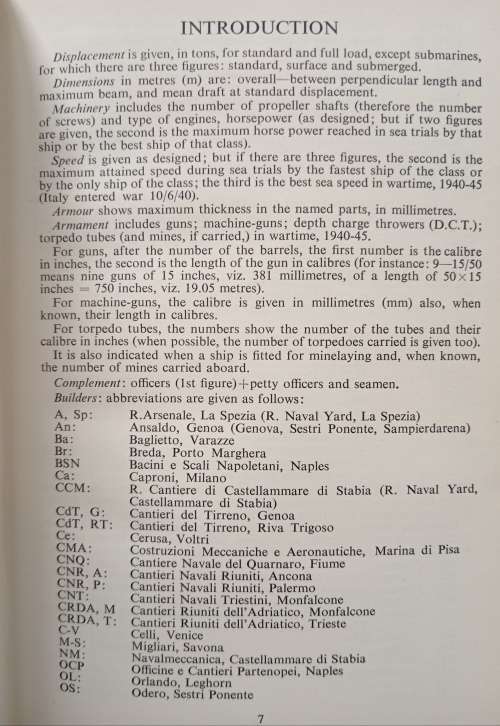 INTRODUCTION
Displacement is given, in tons, for standard and full load, except submarines,
for which there are three figures: standard, surface and submerged.
Dimensions in metres (m) are: overall—between perpendicular length and
maximum beam, and mean draft at standard displacement.
Machinery includes the number of propeller shafts (therefore the number
of screws) and type of engines, horsepower (as designed; but if two figures
are given, the second is the maximum horse power reached in sea trials by that
ship or by the best ship of that class).
Speed is given as designed; but if there are three figures, the second is the
maximum attained speed during sea trials by the fastest ship of the class or
by the only ship of the class; the third is the best sea speed in wartime, 1940-45
(Italy entered war 10/6/40).
Armour shows maximum thickness in the named parts, in millimetres.
Armament includes guns; machine-guns; depth charge throwers (D.C.T.);
torpedo tubes (and mines, if carried,) in wartime, 1940-45.
For guns, after the number of the barrels, the first number is the calibre
in inches, the second is the length of the gun in calibres (for instance: 9—15/50
means nine guns of 15 inches, viz. 381 millimetres, of a length of 50×15
inches = 750 inches, viz. 19.05 metres).
For machine-guns, the calibre is given in millimetres (mm) also, when
known, their length in calibres.
For torpedo tubes, the numbers show the number of the tubes and their
calibre in inches (when possible, the number of torpedoes carried is given too).
It is also indicated when a ship is fitted for minelaying and, when known,
the number of mines carried aboard.
Complement: officers (1st figure)+petty officers and seamen.
Builders: abbreviations are given as follows:
A, Sp: R.Arsenale, La Spezia (R. Naval Yard, La Spezia)
An: Ansaldo, Genoa (Genova, Sestri Ponente, Sampierdarena)
Ba: Baglietto, Varazze
Br: Breda, Porto Marghera
BSN Bacini e Scali Napoletani, Naples
Ca: Caproni, Milano
CCM: R. Cantiere di Castellammare di Stabia (R. Naval Yard,
Castellammare di Stabia)
CdT, G: Cantieri del Tirreno, Genoa
CdT, RT: Cantieri del Tirreno, Riva Trigoso
Ce: Cerusa, Voltri
CMA: Costruzioni Meccaniche e Aeronautiche, Marina di Pisa
CNQ: Cantiere Navale del Quarnaro, Fiume
CNR, A: Cantieri Navali Riuniti, Ancona
CNR, P: Cantieri Navali Riuniti, Palermo
CNT: Cantieri Navali Triestini, Monfalcone
CRDA, M Cantieri Riuniti dell'Adriatico, Monfalcone
CRDA, T: Cantieri Riuniti dell'Adriatico, Trieste
C-V Celli, Venice
M-S: Migliari, Savona
NM: Navalmeccanica, Castellammare di Stabia
OCP Officine e Cantieri Partenopei, Naples
OL: Orlando, Leghorn
OS: Odero, Sestri Ponente
7